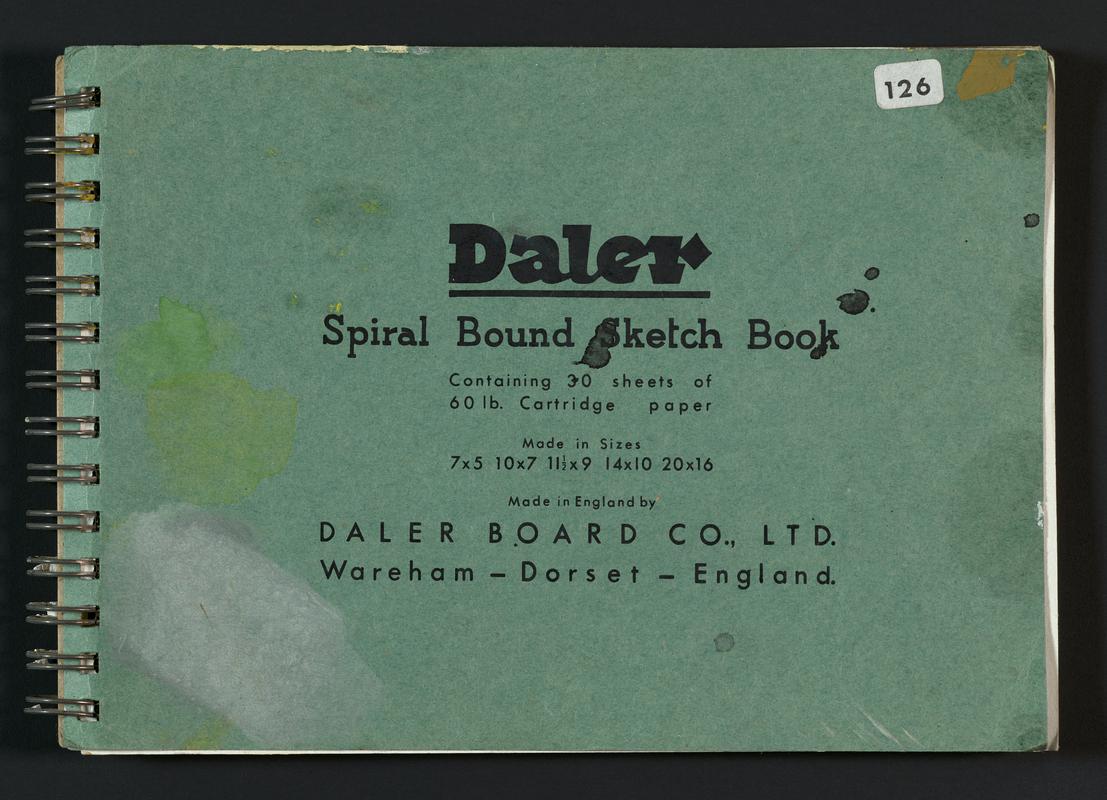 126
Daler
Spiral Bound Sketch Book
Containing 30 sheets of
60 lb. Cartridge paper
Made in Sizes
7x5 10x7 11½x9 14x10 20x16
Made in England by
DALER BOARD CO., LTD.
Wareham – Dorset – England.